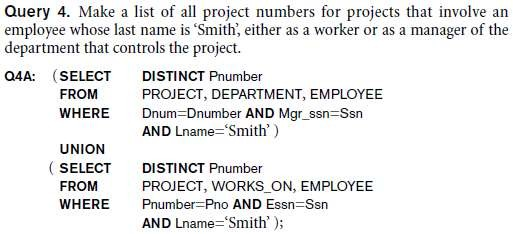 Query 4. Make a list of all project numbers for projects that involve an
employee whose last name is ‘Smith’, either as a worker or as a manager of the
department that controls the project.
Q4A: (SELECT DISTINCT Pnumber
FROM PROJECT, DEPARTMENT, EMPLOYEE
WHERE Dnum=Dnumber AND Mgr_ssn=Ssn
AND Lname=‘Smith’ )
UNION
( SELECT DISTINCT Pnumber
FROM PROJECT, WORKS_ON, EMPLOYEE
WHERE Pnumber=Pno AND Essn=Ssn
AND Lname=‘Smith’ );